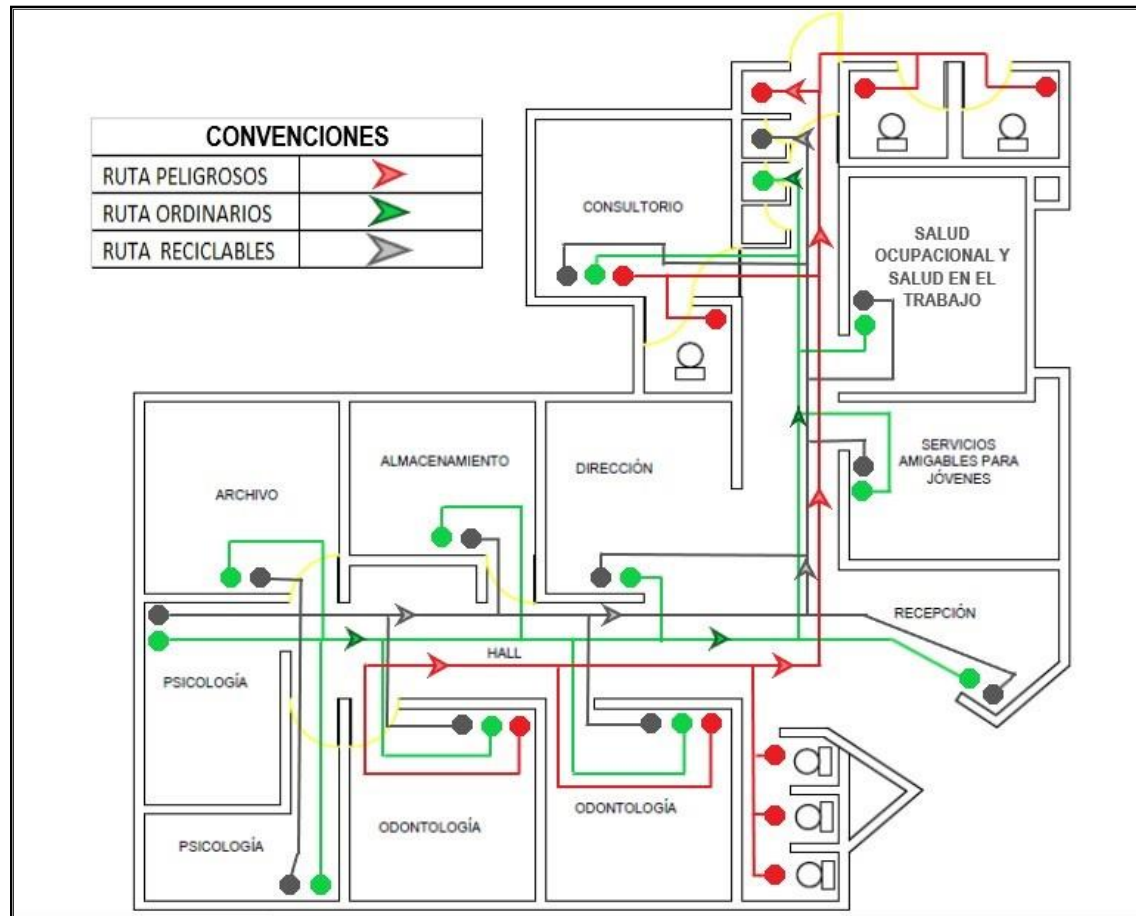 CONVENCIONES
RUTA PELIGROSOS
RUTA ORDINARIOS
RUTA RECICLABLES
CONSULTORIO
SALUD
OCUPACIONAL Y
SALUD EN EL
TRABAJO
SERVICIOS
AMIGABLES PARA
JÓVENES
ALMACENAMIENTO
DIRECCIÓN
ARCHIVO
RECEPCIÓN
HALL
PSICOLOGÍA
ODONTOLOGÍA
ODONTOLOGÍA
PSICOLOGÍA